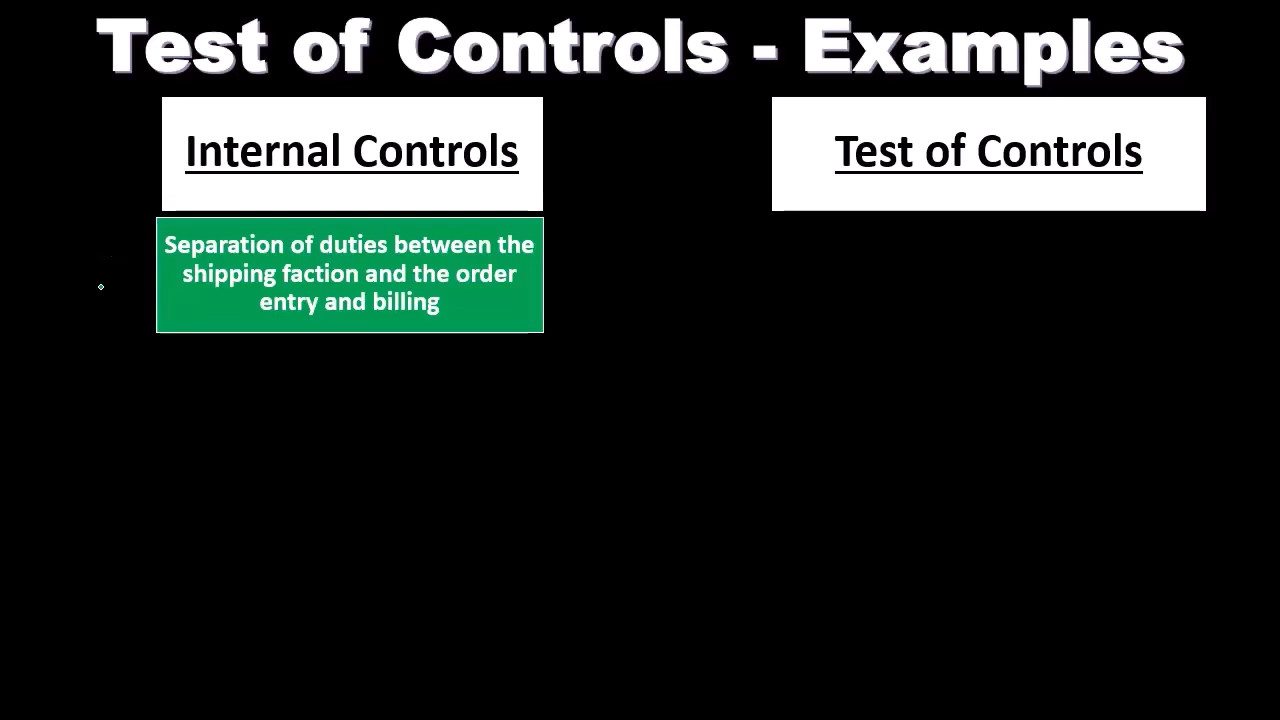 Test of Controls - Examples
Internal Controls
Test of Controls
Separation of duties between the
shipping faction and the order
entry and billing